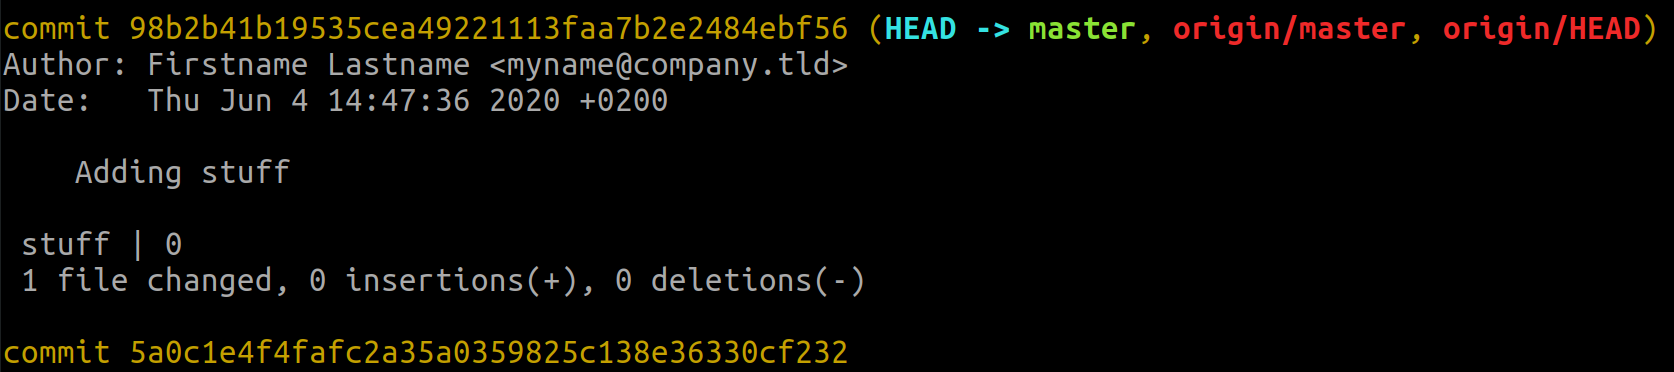 commit 98b2b41b19535cea49221113faa7b2e2484ebf56 (HEAD -> master, origin/master, origin/HEAD)
Author: Firstname Lastname <myname@company.tld>
Date:   Thu Jun 4 14:47:36 2020 +0200
Adding stuff
stuff | 0
1 file changed, 0 insertions(+), 0 deletions(-)
commit 5a0c1e4f4fafc2a35a0359825c138e36330cf232